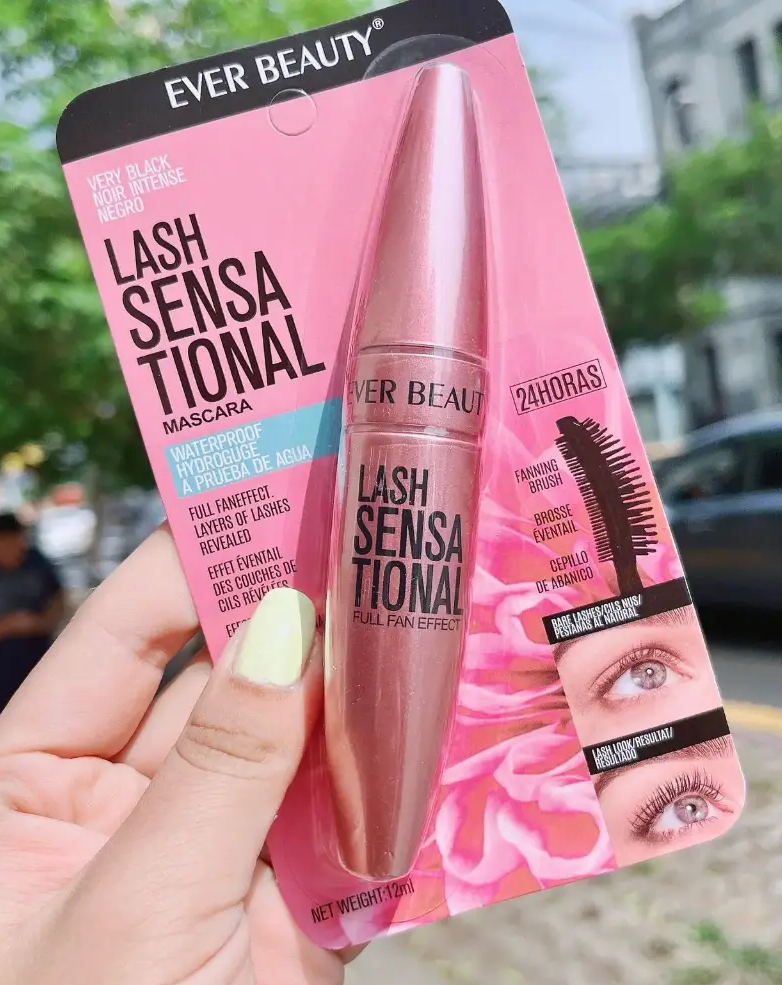 EVER BEAUTY®
VERY BLACK
NOIR INTENSE
NEGRO
LASH
SENSA
TIONAL
MASCARA
WATERPROOF
HYDROGUGE
A PRUEBA DE AGUA
FULL FANEFFECT.
LAYERS OF LASHES
REVEALED
EFFET ÉVENTAIL
DES COUCHES DE
CILS RÉVÉLÉES
EVER BEAUT
LASH
SENSA
TIONAL
FULL FAN EFFECT
24HORAS
FANNING
BRUSH
BROSSE
ÉVENTAIL
CEPILLO
DE ABANICO
BARE LASHES/CILS NUS/
PESTAÑAS AL NATURAL
LASH LOOK/RESULTAT/
RESULTADO
NET WEIGHT:12ml